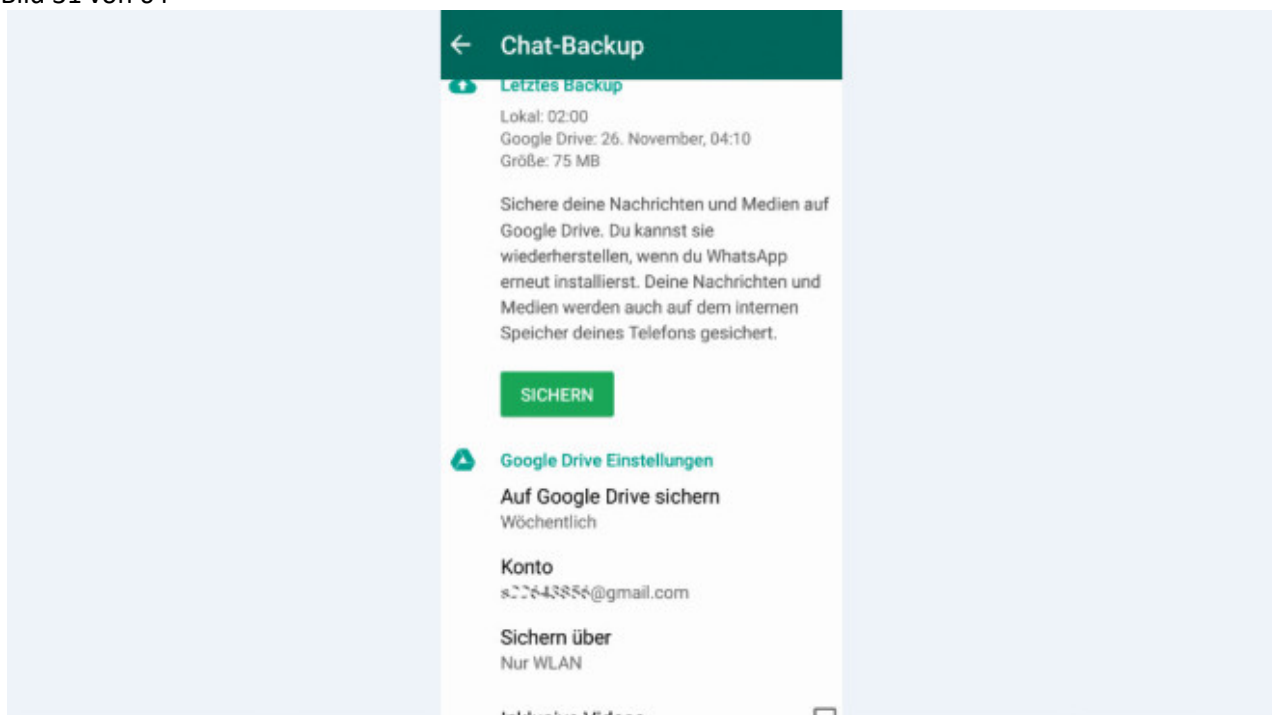 Chat-Backup
Letztes Backup
Lokal: 02:00
Google Drive: 26. November, 04:10
Größe: 75 MB
Sichere deine Nachrichten und Medien auf
Google Drive. Du kannst sie
wiederherstellen, wenn du WhatsApp
erneut installierst. Deine Nachrichten und
Medien werden auch auf dem internen
Speicher deines Telefons gesichert.
SICHERN
Google Drive Einstellungen
Auf Google Drive sichern
Wöchentlich
Konto
@gmail.com
Sichern über
Nur WLAN